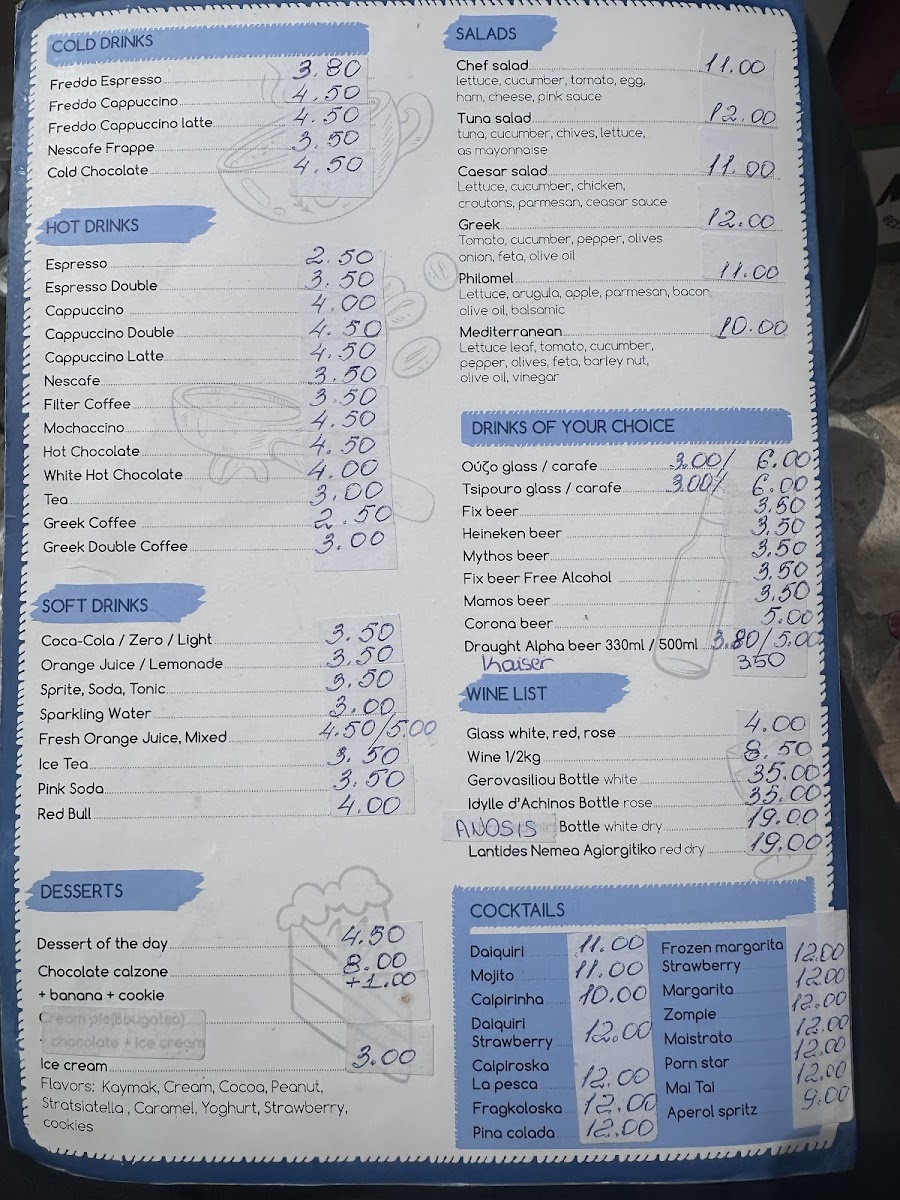 COLD DRINKS
Freddo Espresso 3.80
Freddo Cappuccino 4.50
Freddo Cappuccino latte 4.50
Nescafe Frappe 3.50
Cold Chocolate 4.50
HOT DRINKS
Espresso 2.50
Espresso Double 3.50
Cappuccino 4.00
Cappuccino Double 4.50
Cappuccino Latte 4.50
Nescafe 3.50
Filter Coffee 3.50
Mochaccino 4.50
Hot Chocolate 4.50
White Hot Chocolate 4.00
Tea 3.00
Greek Coffee 2.50
Greek Double Coffee 3.00
SOFT DRINKS
Coca-Cola / Zero / Light 3.50
Orange Juice / Lemonade 3.50
Sprite, Soda, Tonic 3.50
Sparkling Water 3.00
Fresh Orange Juice, Mixed 4.50/5.00
Ice Tea 3.50
Pink Soda 3.50
Red Bull 4.00
DESSERTS
Dessert of the day 4.50
Chocolate calzone 8.00
+ banana + cookie +1.00
Cream pie(Bougatsa)
+ chocolate + ice cream
Ice cream 3.00
Flavors: Kaymak, Cream, Cocoa, Peanut,
Stratsiatella , Caramel, Yoghurt, Strawberry,
cookies
SALADS
Chef salad 11.00
lettuce, cucumber, tomato, egg,
ham, cheese, pink sauce
Tuna salad 12.00
tuna, cucumber, chives, lettuce,
as mayonnaise
Caesar salad 11.00
Lettuce, cucumber, chicken,
croutons, parmesan, ceasar sauce
Greek 12.00
Tomato, cucumber, pepper, olives
onion, feta, olive oil
Philomel 11.00
Lettuce, arugula, apple, parmesan, bacon
olive oil, balsamic
Mediterranean 10.00
Lettuce leaf, tomato, cucumber,
pepper, olives, feta, barley nut,
olive oil, vinegar
DRINKS OF YOUR CHOICE
Ούζο glass / carafe 3.00/ 6.00
Tsipouro glass / carafe 3.00/ 6.00
Fix beer 3.50
Heineken beer 3.50
Mythos beer 3.50
Fix beer Free Alcohol 3.50
Mamos beer 3.50
Corona beer 5.00
Draught Alpha beer 330ml / 500ml 3.80/5.00
Kaiser 3.50
WINE LIST
Glass white, red, rose 4.00
Wine 1/2kg 8.50
Gerovasiliou Bottle white 35.00
Idylle d'Achinos Bottle rose 35.00
ANOSIS Bottle white dry 19.00
Lantides Nemea Agiorgitiko red dry 19.00
COCKTAILS
Daiquiri 11.00
Mojito 11.00
Caipirinha 10.00
Daiquiri
Strawberry 12.00
Caipiroska
La pesca 12.00
Fragkoloska 12.00
Pina colada 12.00
Frozen margarita
Strawberry 12.00
Margarita 12.00
Zomple 12.00
Maistrato 12.00
Porn star 12.00
Mai Tai 12.00
Aperol spritz 9.00